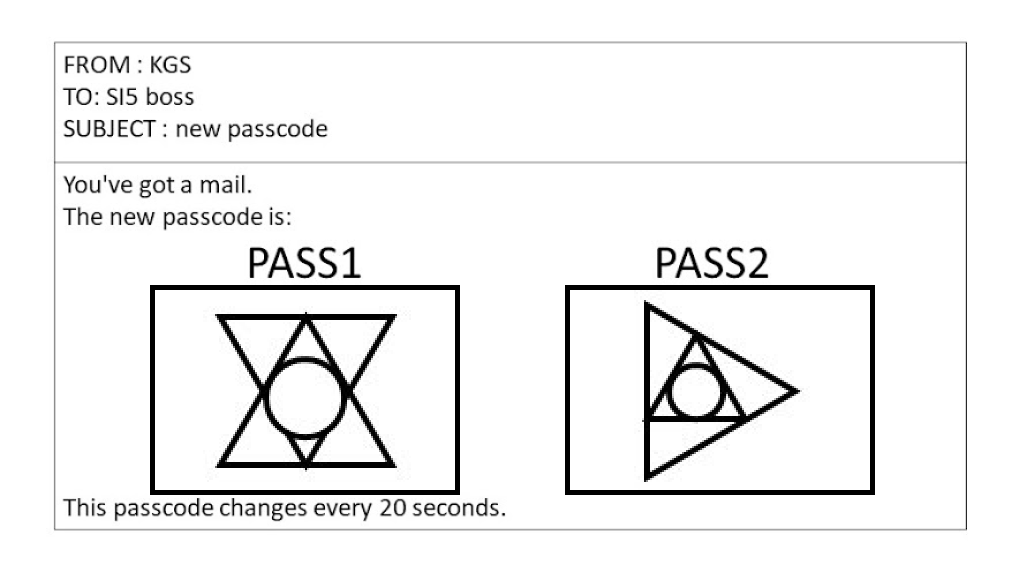 FROM : KGS
TO: SI5 boss
SUBJECT : new passcode
You've got a mail.
The new passcode is:
PASS1 PASS2
This passcode changes every 20 seconds.